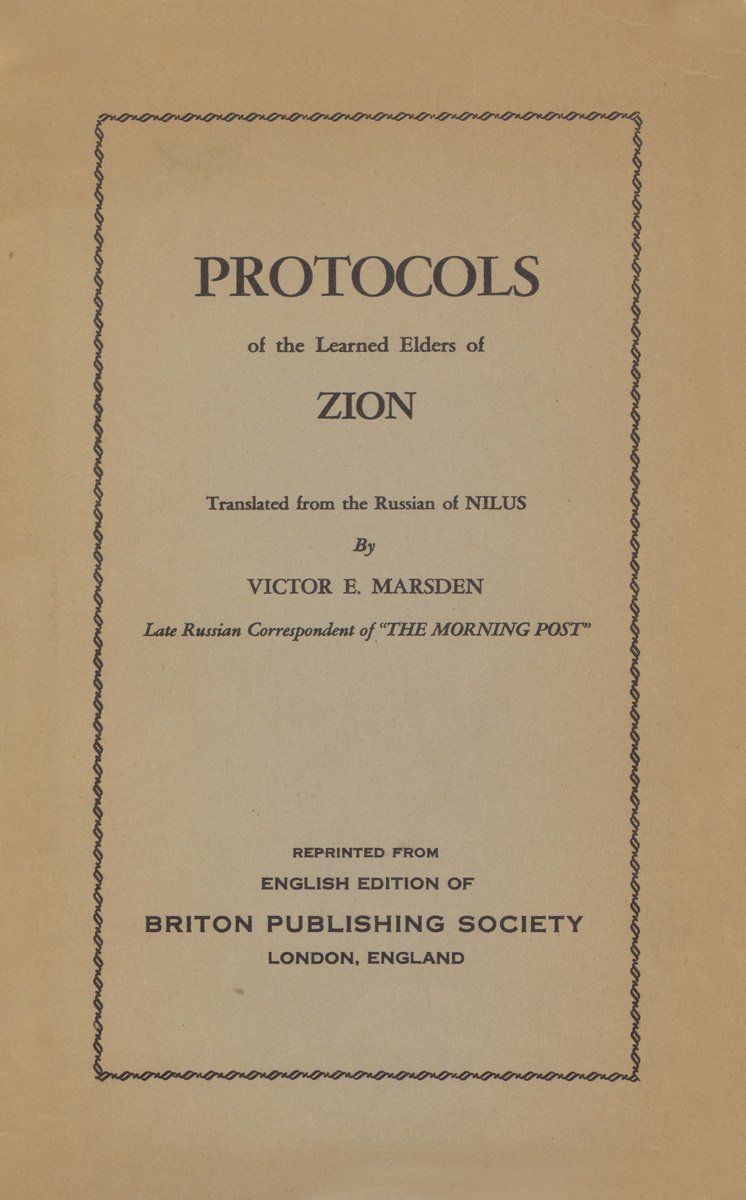 PROTOCOLS
of the Learned Elders of
ZION
Translated from the Russian of NILUS
By
VICTOR E. MARSDEN
Late Russian Correspondent of "THE MORNING POST"
REPRINTED FROM
ENGLISH EDITION OF
BRITON PUBLISHING SOCIETY
LONDON, ENGLAND